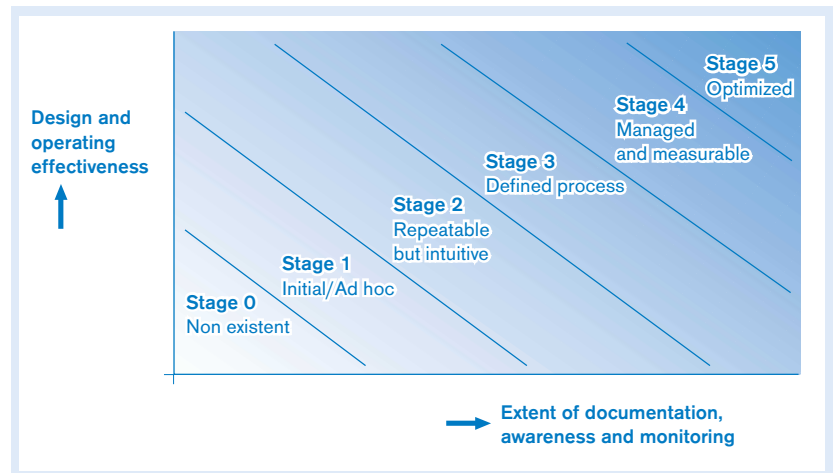 Design and
operating
effectiveness
Stage 5
Optimized
Stage 4
Managed
and measurable
Stage 3
Defined process
Stage 2
Repeatable
but intuitive
Stage 1
Initial/Ad hoc
Stage 0
Non existent
Extent of documentation,
awareness and monitoring